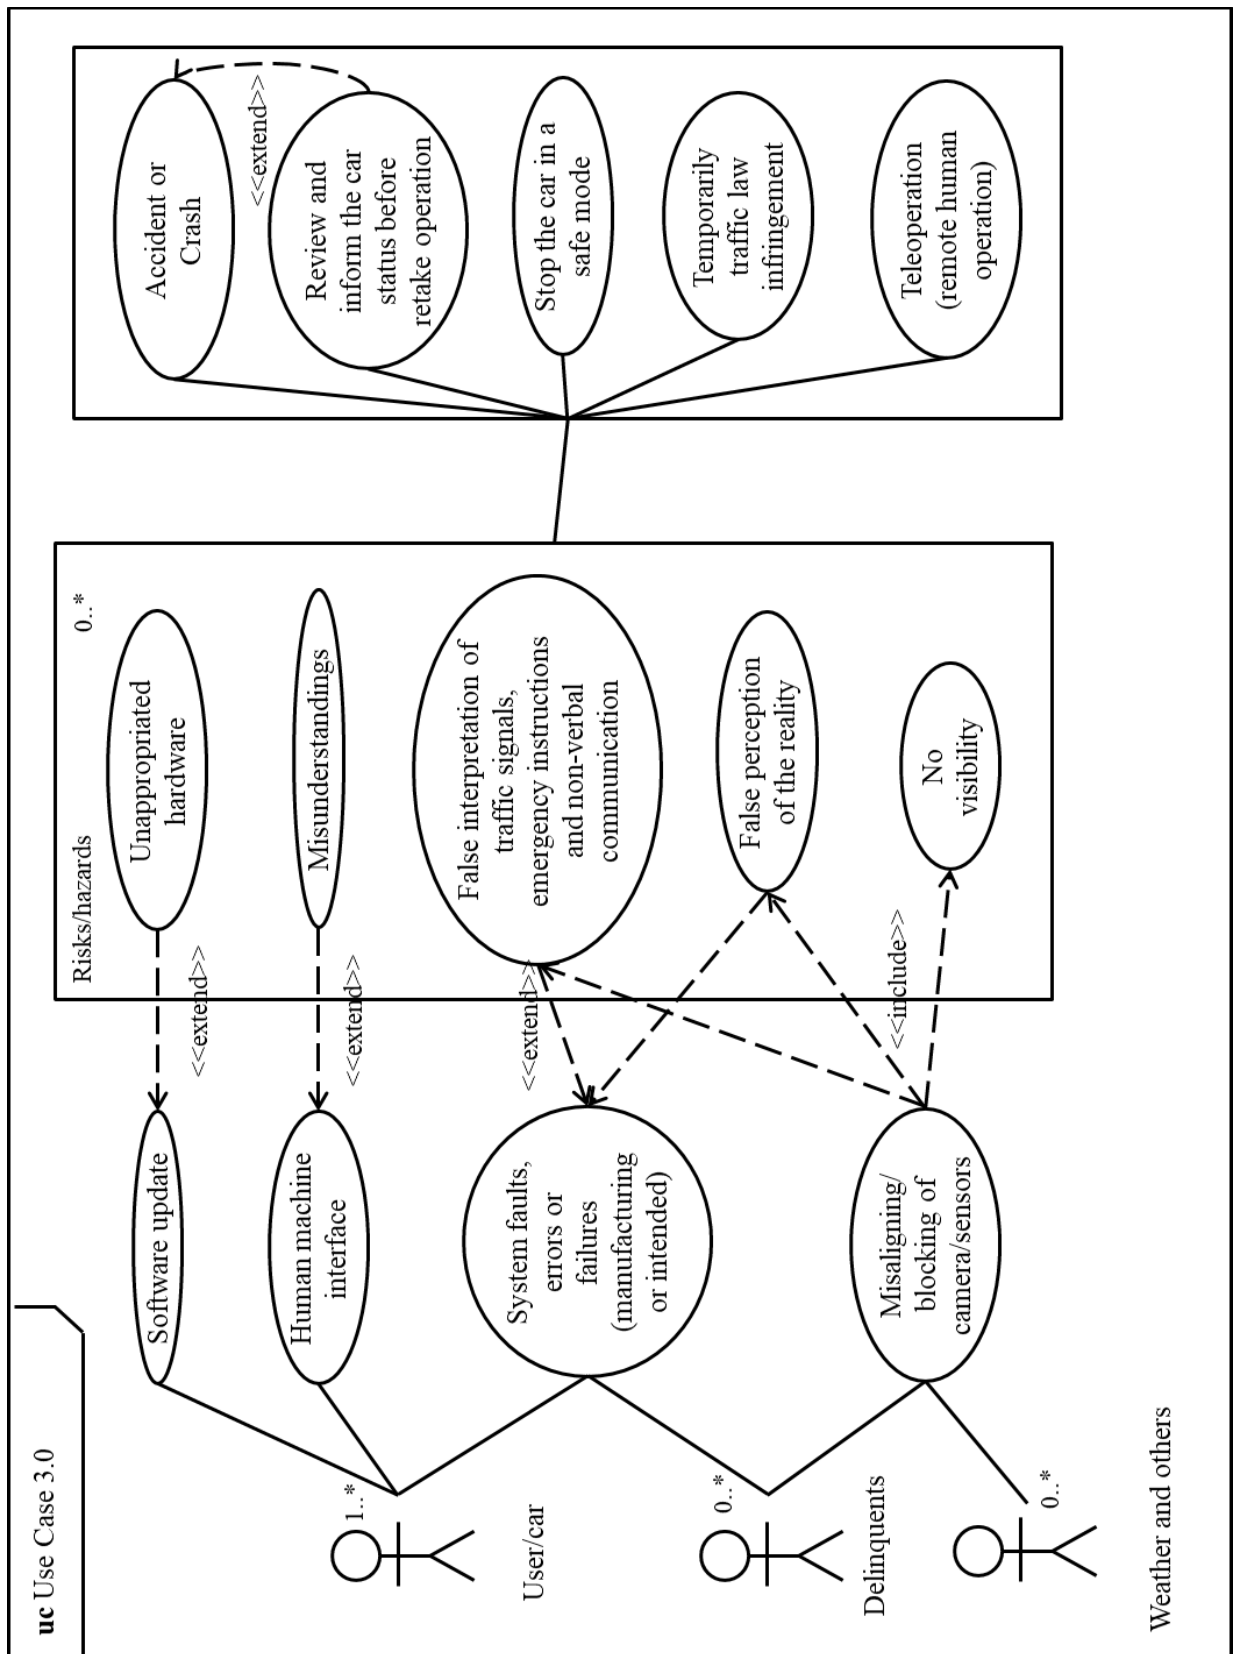 uc Use Case 3.0
1..*
User/car
0..*
Delinquents
0..*
Weather and others
Software update
Human machine
interface
System faults,
errors or
failures
(manufacturing
or intended)
Misaligning/
blocking of
camera/sensors
<<extend>>
<<extend>>
<<extend>>
<<include>>
Risks/hazards
0..*
Unappropriated
hardware
Misunderstandings
False interpretation of
traffic signals,
emergency instructions
and non-verbal
communication
False perception
of the reality
No
visibility
Accident or
Crash
<<extend>>
Review and
inform the car
status before
retake operation
Stop the car in a
safe mode
Temporarily
traffic law
infringement
Teleoperation
(remote human
operation)